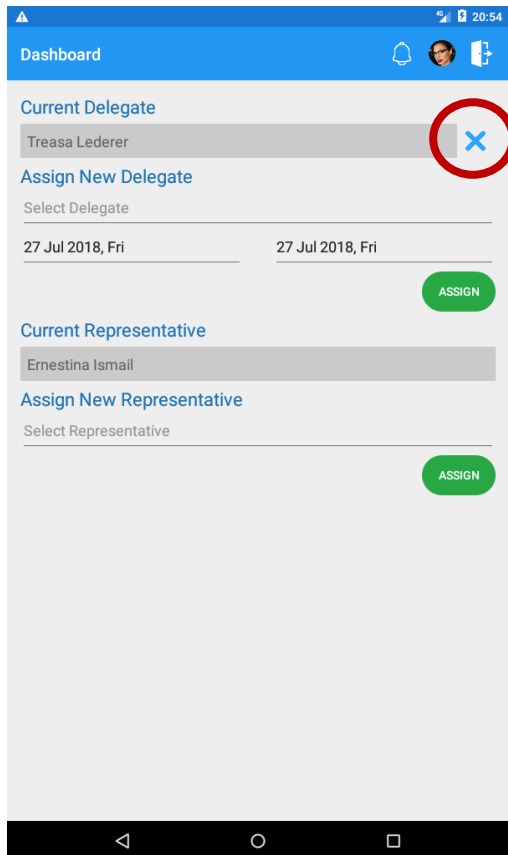 4G 20:54
Dashboard
Current Delegate
Treasa Lederer
Assign New Delegate
Select Delegate
27 Jul 2018, Fri 27 Jul 2018, Fri
ASSIGN
Current Representative
Ernestina Ismail
Assign New Representative
Select Representative
ASSIGN